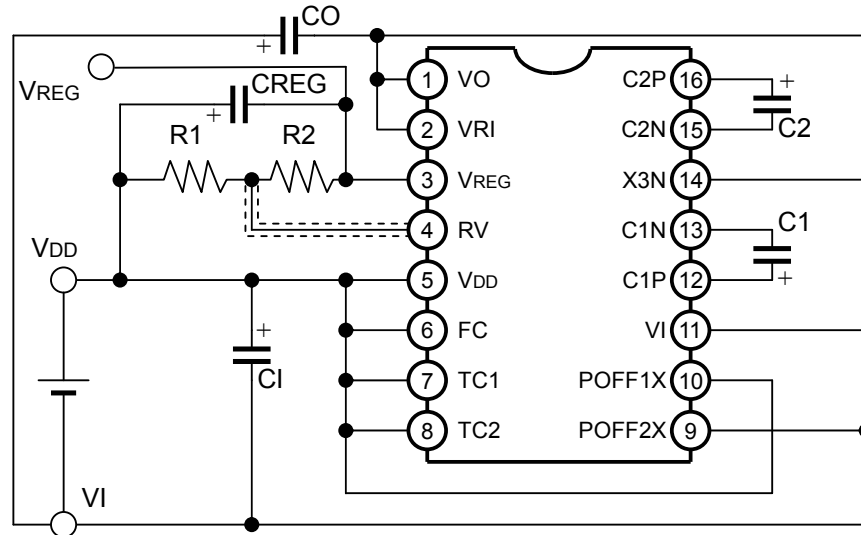 CO
+
VREG
CREG
+
R1
R2
1
VO
C2P
16
+
2
VRI
C2N
15
C2
3
VREG
X3N
14
4
RV
C1N
13
C1
VDD
5
VDD
C1P
12
+
+
6
FC
VI
11
CI
7
TC1
POFF1X
10
8
TC2
POFF2X
9
VI